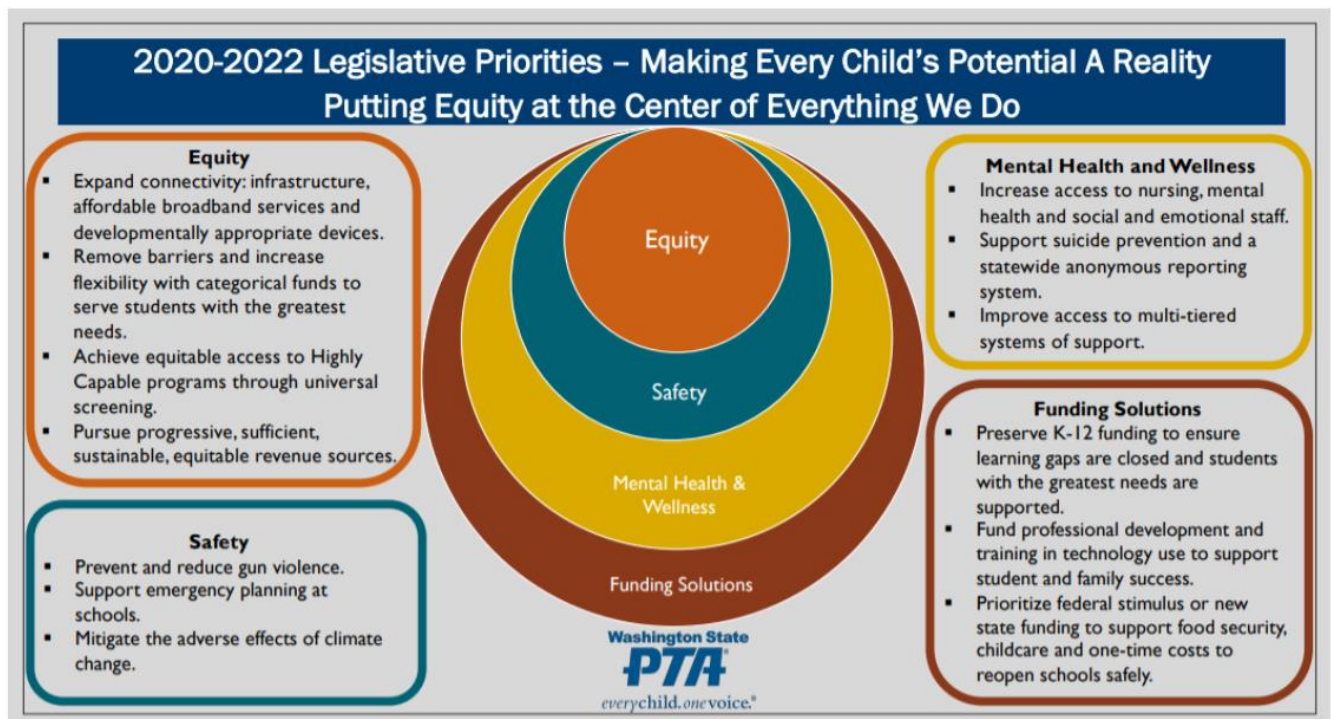 2020-2022 Legislative Priorities – Making Every Child's Potential A Reality
Putting Equity at the Center of Everything We Do
Equity
▪ Expand connectivity: infrastructure,
affordable broadband services and
developmentally appropriate devices.
▪ Remove barriers and increase
flexibility with categorical funds to
serve students with the greatest
needs.
▪ Achieve equitable access to Highly
Capable programs through universal
screening.
▪ Pursue progressive, sufficient,
sustainable, equitable revenue sources.
Safety
▪ Prevent and reduce gun violence.
▪ Support emergency planning at
schools.
▪ Mitigate the adverse effects of climate
change.
Equity
Safety
Mental Health &
Wellness
Funding Solutions
Washington State
PTA®
everychild.onevoice.®
Mental Health and Wellness
▪ Increase access to nursing, mental
health and social and emotional staff.
▪ Support suicide prevention and a
statewide anonymous reporting
system.
▪ Improve access to multi-tiered
systems of support.
Funding Solutions
▪ Preserve K-12 funding to ensure
learning gaps are closed and students
with the greatest needs are
supported.
▪ Fund professional development and
training in technology use to support
student and family success.
▪ Prioritize federal stimulus or new
state funding to support food security,
childcare and one-time costs to
reopen schools safely.